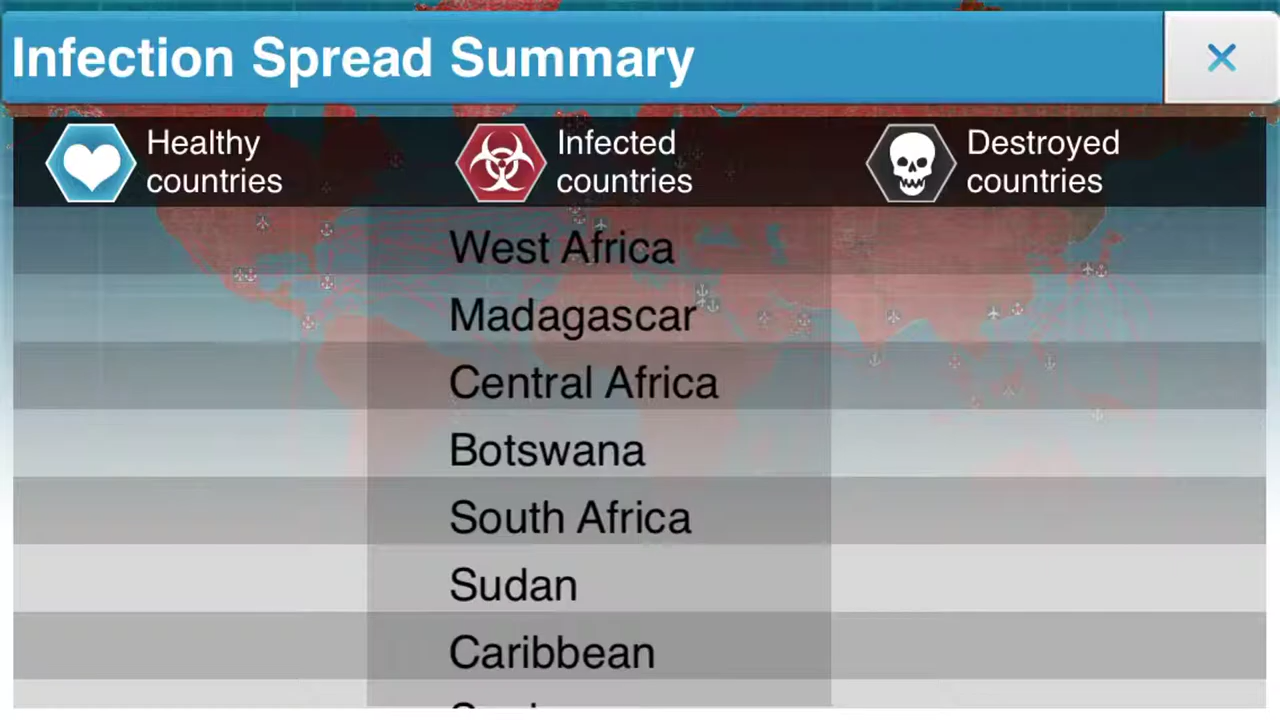 Infection Spread Summary
Healthy
countries
Infected
countries
Destroyed
countries
West Africa
Madagascar
Central Africa
Botswana
South Africa
Sudan
Caribbean